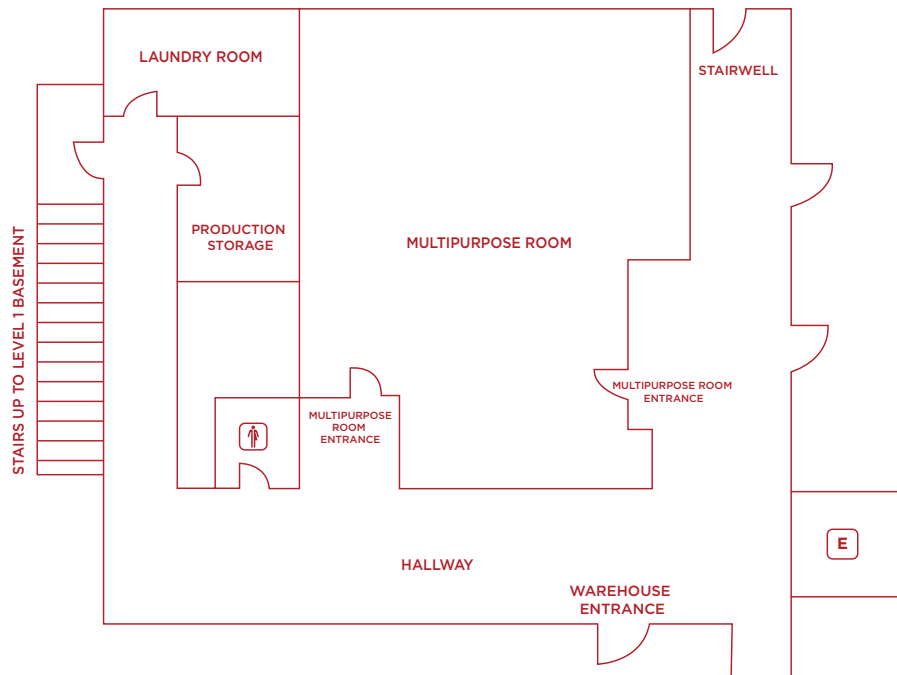 LAUNDRY ROOM
STAIRWELL
PRODUCTION
STORAGE
MULTIPURPOSE ROOM
STAIRS UP TO LEVEL 1 BASEMENT
MULTIPURPOSE ROOM
ENTRANCE
MULTIPURPOSE
ROOM
ENTRANCE
E
HALLWAY
WAREHOUSE
ENTRANCE